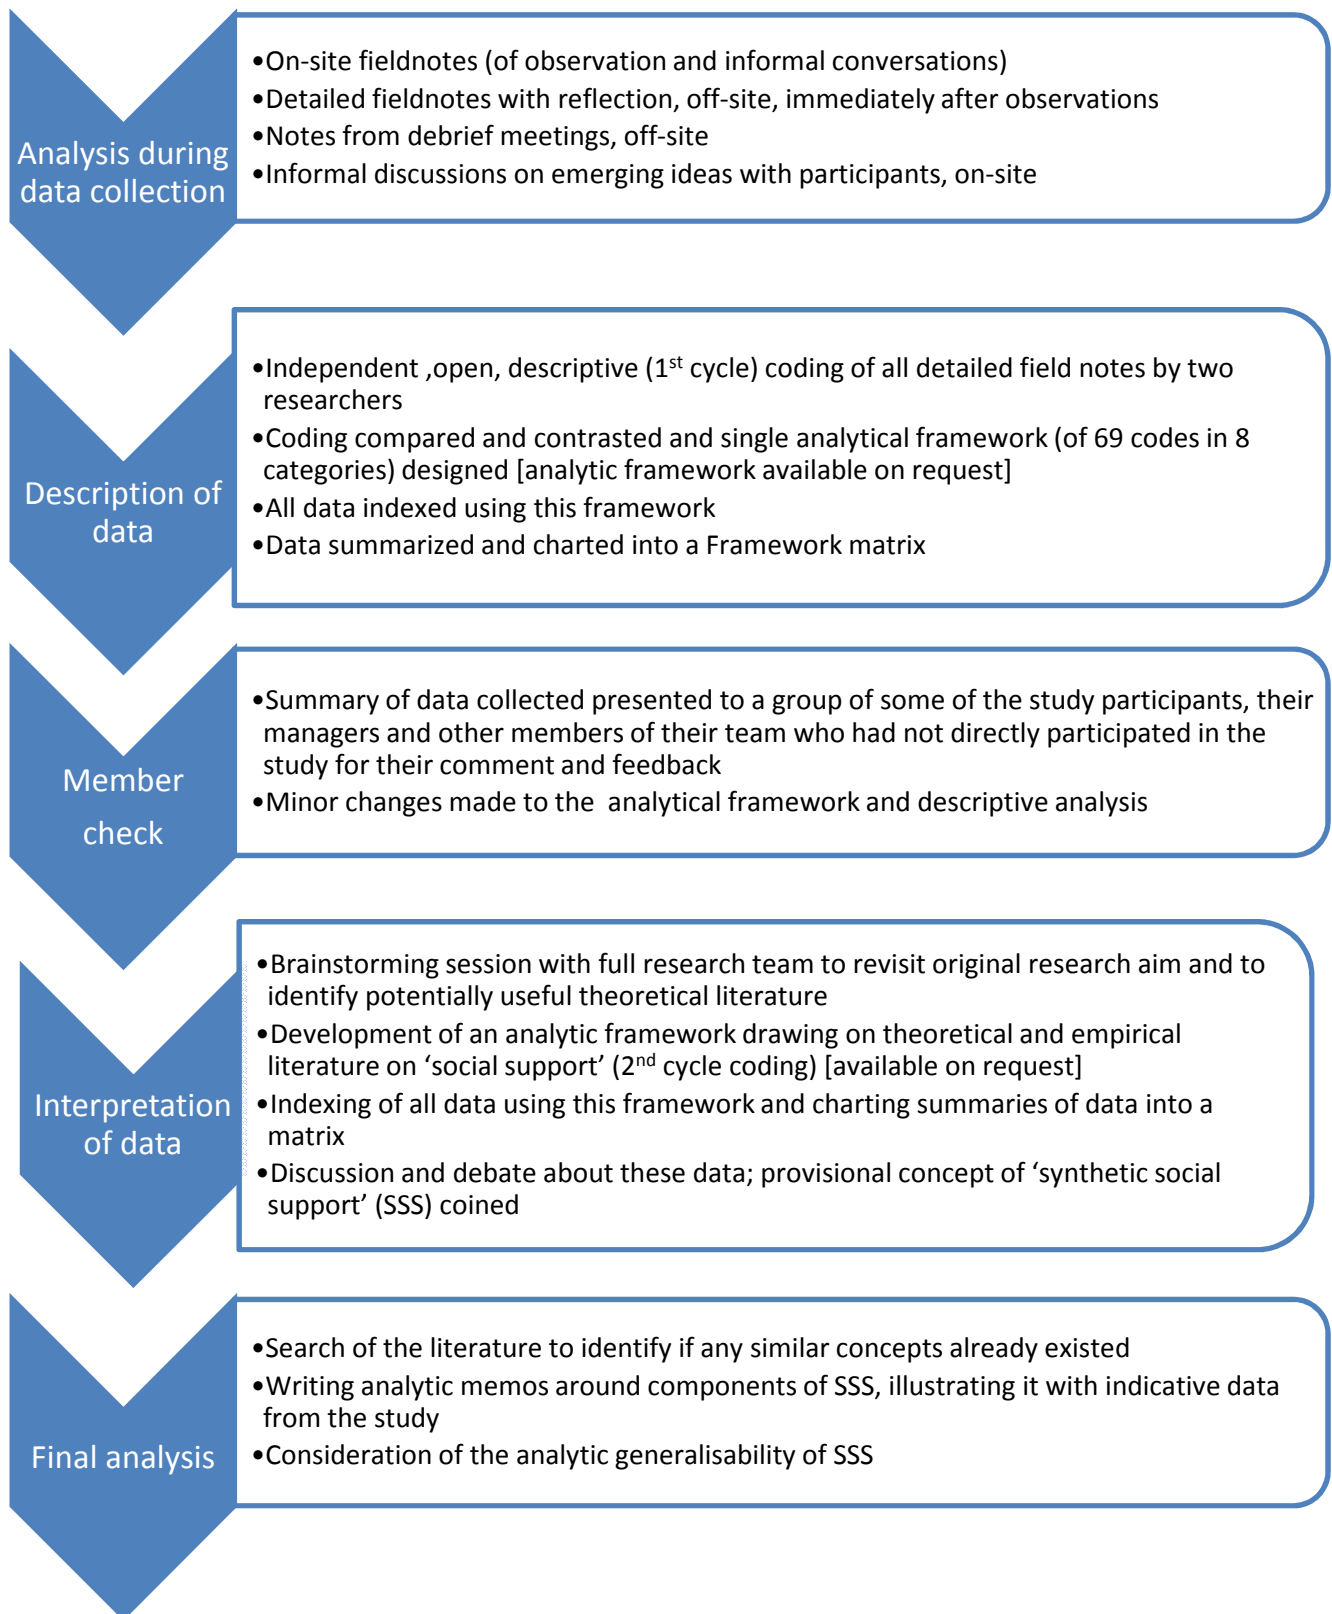 Analysis during
data collection
•On-site fieldnotes (of observation and informal conversations)
•Detailed fieldnotes with reflection, off-site, immediately after observations
•Notes from debrief meetings, off-site
•Informal discussions on emerging ideas with participants, on-site
Description of
data
•Independent ,open, descriptive (1st cycle) coding of all detailed field notes by two
researchers
•Coding compared and contrasted and single analytical framework (of 69 codes in 8
categories) designed [analytic framework available on request]
•All data indexed using this framework
•Data summarized and charted into a Framework matrix
Member
check
•Summary of data collected presented to a group of some of the study participants, their
managers and other members of their team who had not directly participated in the
study for their comment and feedback
•Minor changes made to the analytical framework and descriptive analysis
Interpretation
of data
•Brainstorming session with full research team to revisit original research aim and to
identify potentially useful theoretical literature
•Development of an analytic framework drawing on theoretical and empirical
literature on ‘social support’ (2nd cycle coding) [available on request]
•Indexing of all data using this framework and charting summaries of data into a
matrix
•Discussion and debate about these data; provisional concept of ‘synthetic social
support’ (SSS) coined
Final analysis
•Search of the literature to identify if any similar concepts already existed
•Writing analytic memos around components of SSS, illustrating it with indicative data
from the study
•Consideration of the analytic generalisability of SSS